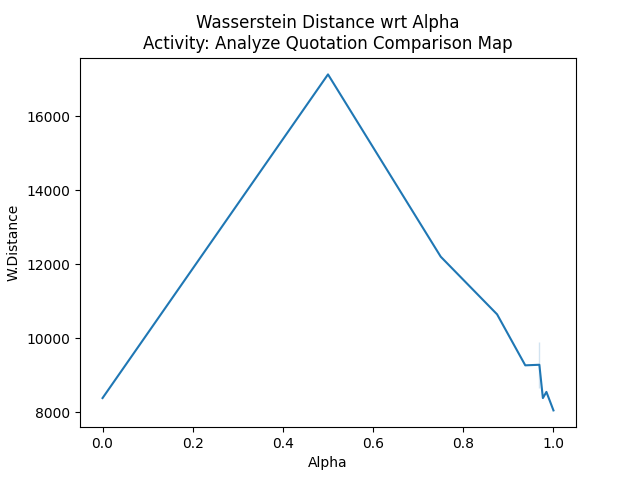 Wasserstein Distance wrt Alpha
Activity: Analyze Quotation Comparison Map
W.Distance
16000
14000
12000
10000
8000
0.0 0.2 0.4 0.6 0.8 1.0
Alpha